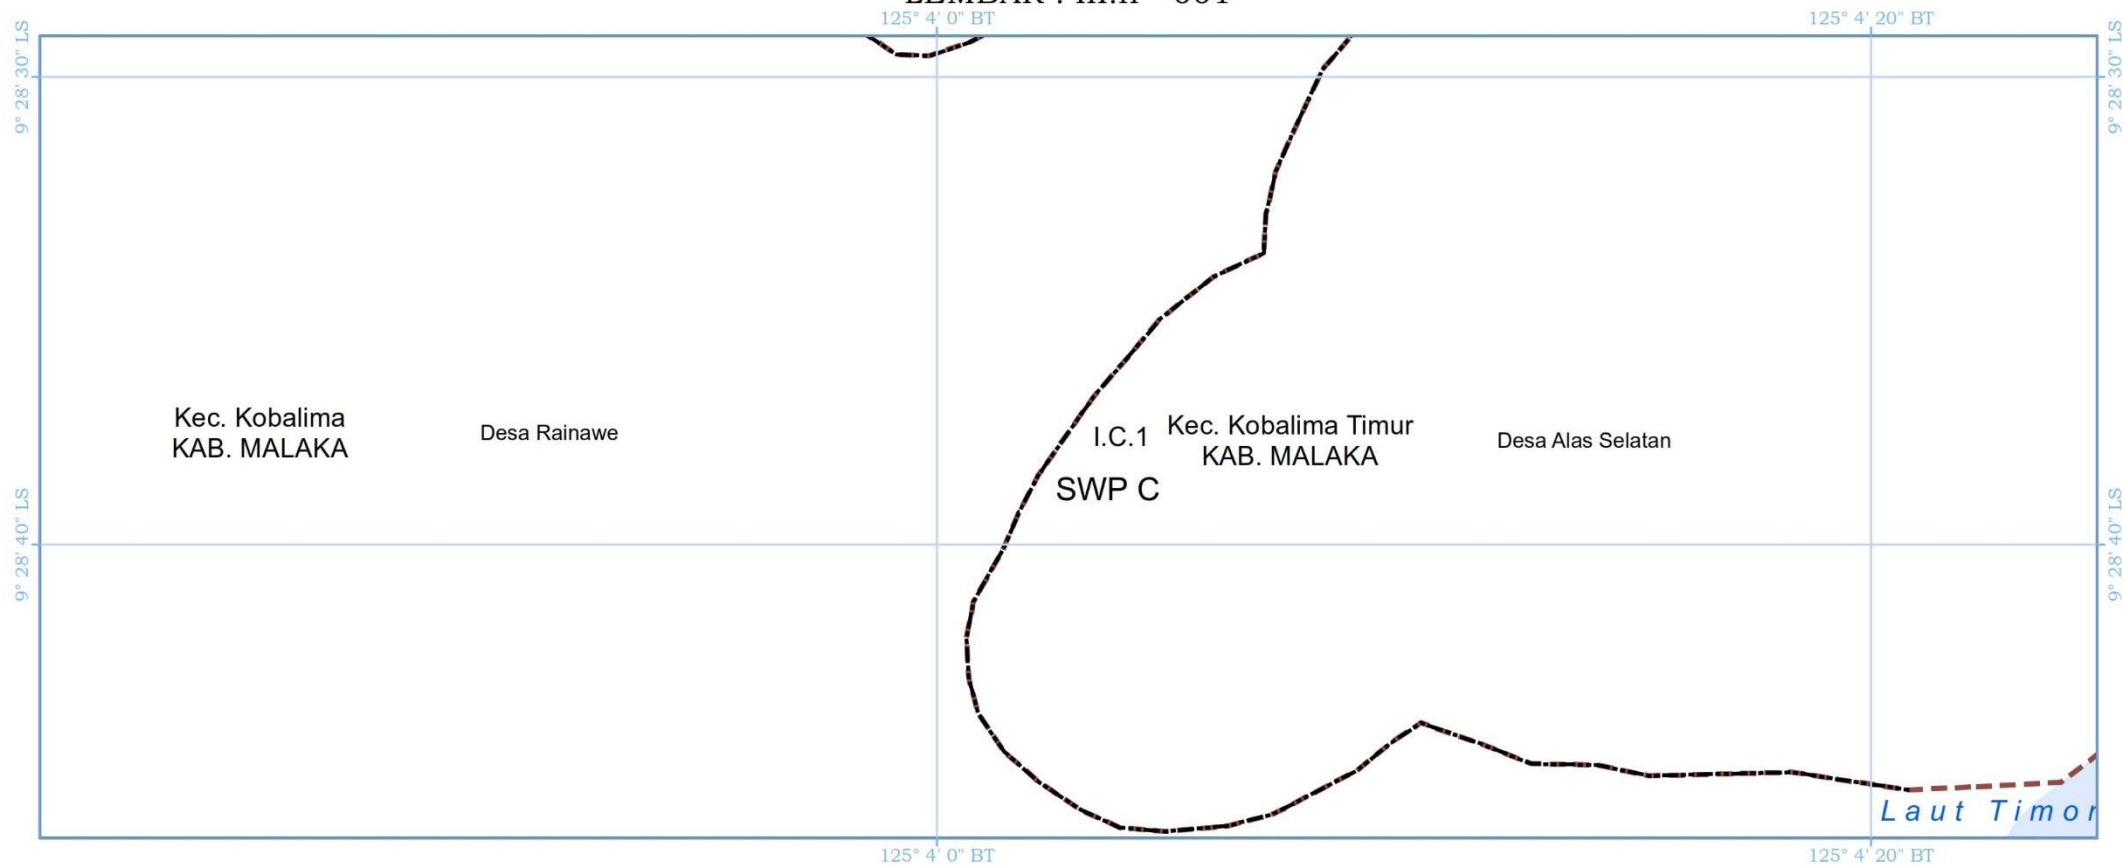 125° 4' 0" BT
125° 4' 20" BT
9° 28' 30" LS
9° 28' 30" LS
Kec. Kobalima
KAB. MALAKA
Desa Rainawe
I.C.1
Kec. Kobalima Timur
KAB. MALAKA
Desa Alas Selatan
SWP C
9° 28' 40" LS
9° 28' 40" LS
Laut Timor
125° 4' 0" BT
125° 4' 20" BT